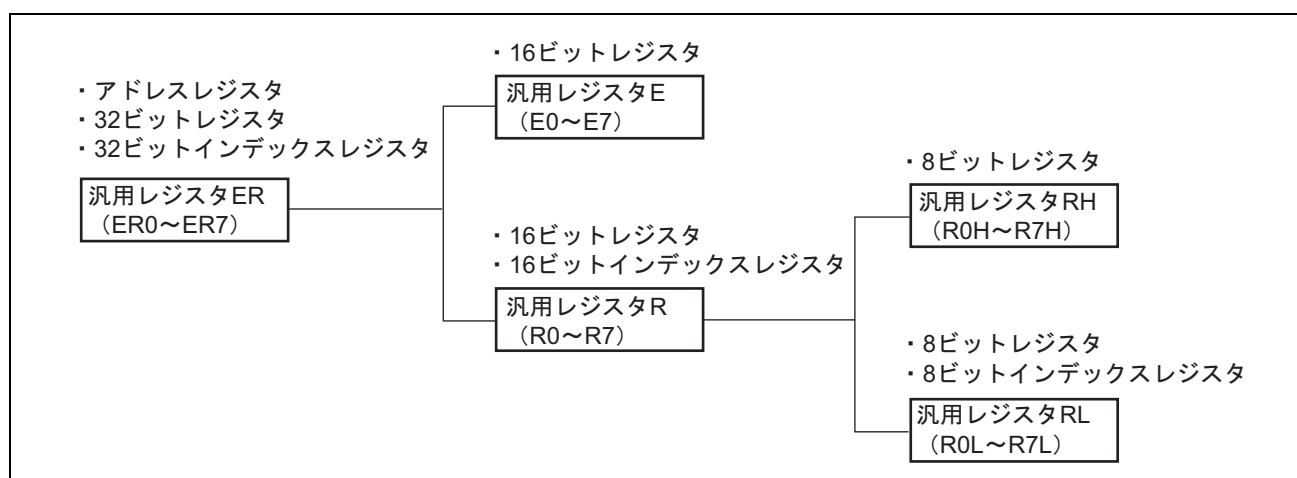 ・アドレスレジスタ
・32ビットレジスタ
・32ビットインデックスレジスタ
汎用レジスタER
（ER0～ER7）
・16ビットレジスタ
汎用レジスタE
（E0～E7）
・16ビットレジスタ
・16ビットインデックスレジスタ
汎用レジスタR
（R0～R7）
・8ビットレジスタ
汎用レジスタRH
（R0H～R7H）
・8ビットレジスタ
・8ビットインデックスレジスタ
汎用レジスタRL
（R0L～R7L）